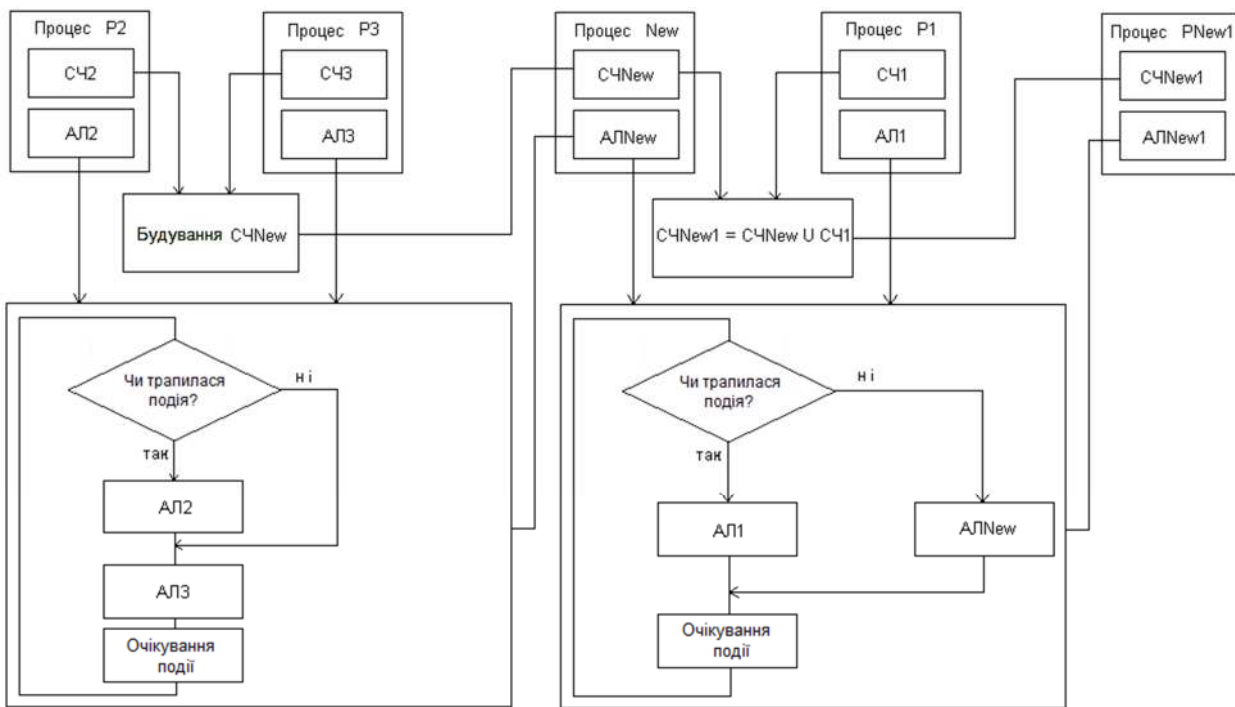 Процес P2
СЧ2
АЛ2
Процес P3
СЧ3
АЛ3
Процес New
СЧNew
АЛNew
Процес P1
СЧ1
АЛ1
Процес PNew1
СЧNew1
АЛNew1
Будування СЧNew
СЧNew1 = СЧNew U СЧ1
Чи трапилася
подія?
ні
так
АЛ2
АЛ3
Очікування
події
Чи трапилася
подія?
ні
так
АЛ1
АЛNew
Очікування
події